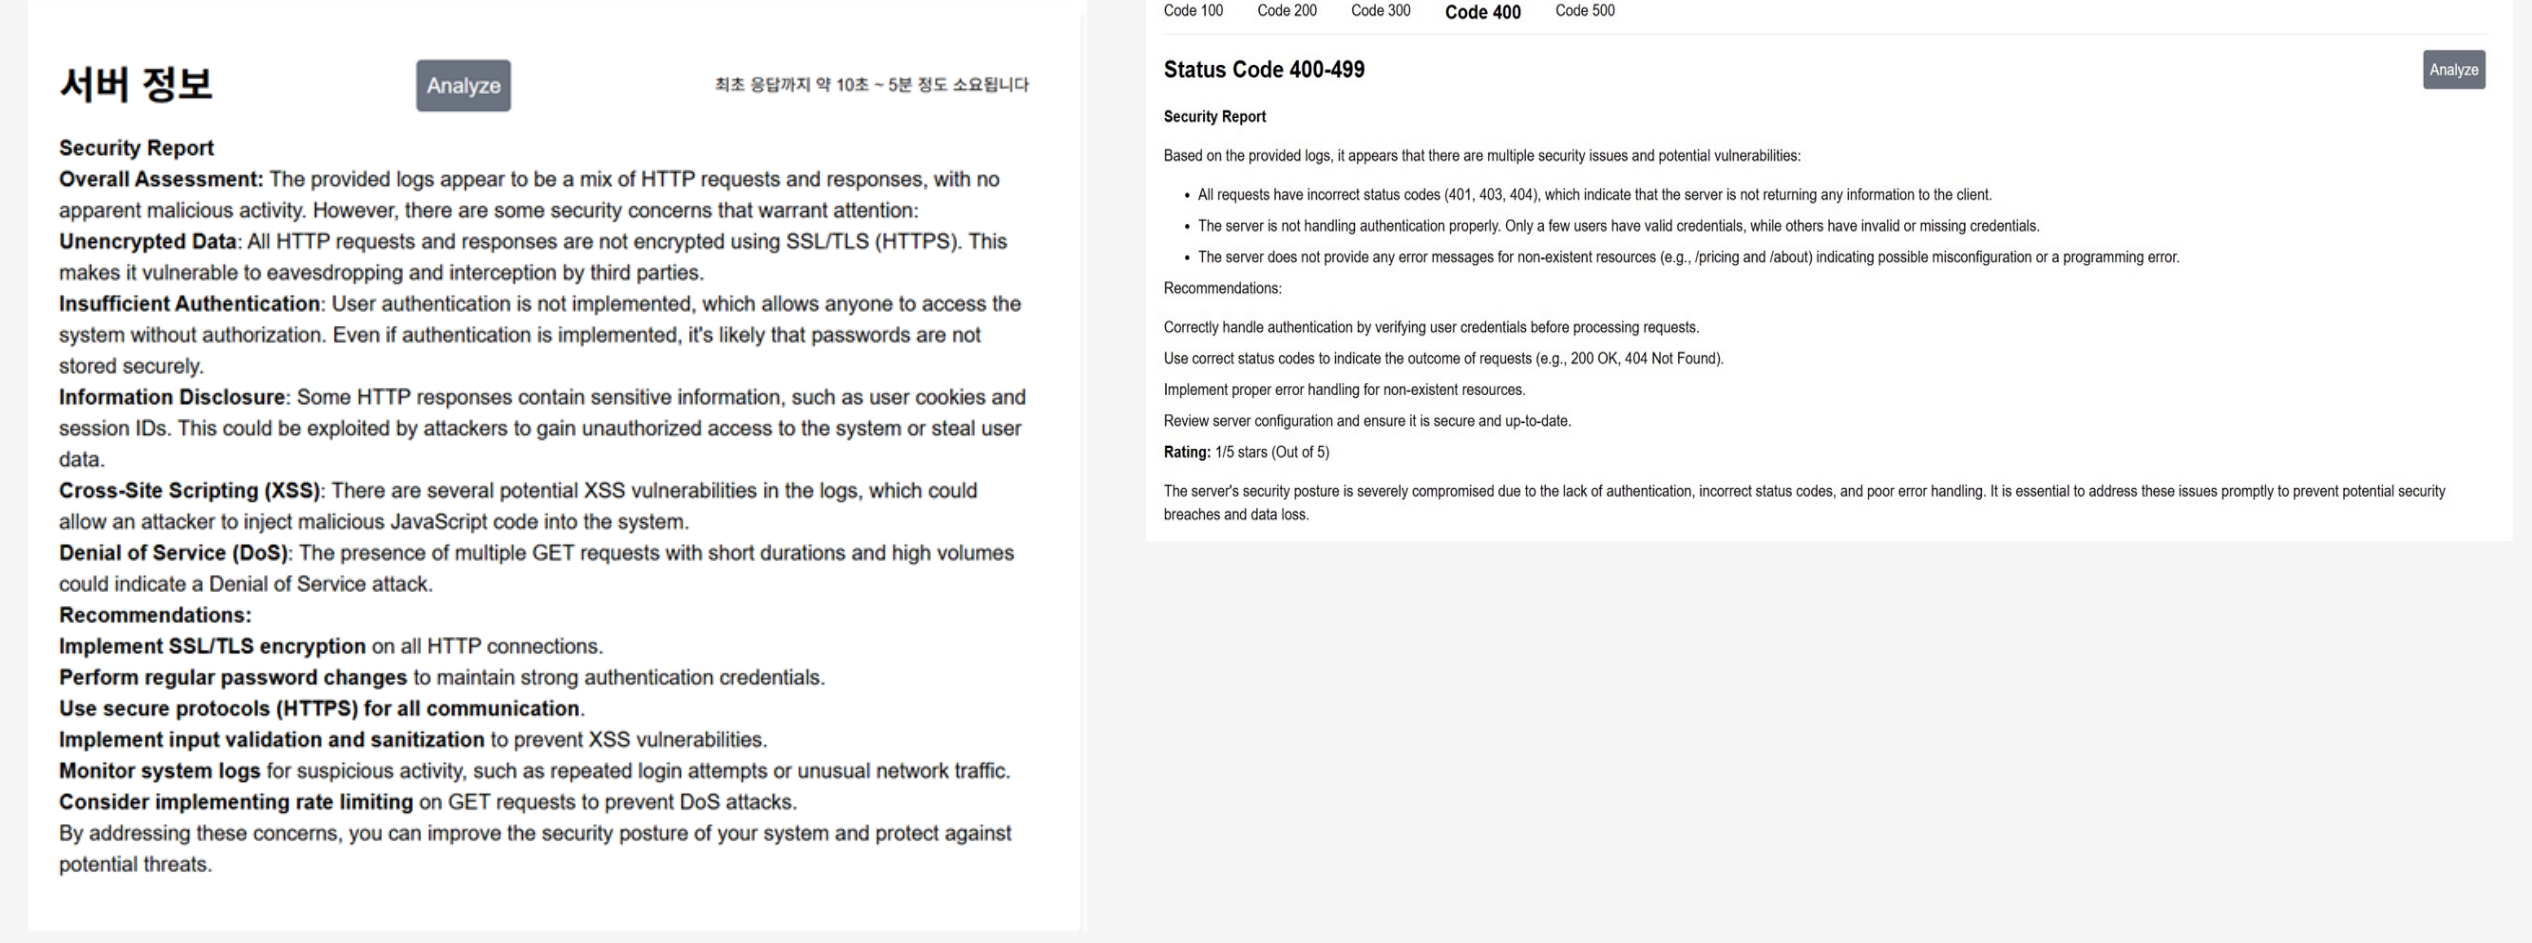 서버 정보
Analyze
최초 응답까지 약 10초 ~ 5분 정도 소요됩니다
Security Report
Overall Assessment: The provided logs appear to be a mix of HTTP requests and responses, with no
apparent malicious activity. However, there are some security concerns that warrant attention:
Unencrypted Data: All HTTP requests and responses are not encrypted using SSL/TLS (HTTPS). This
makes it vulnerable to eavesdropping and interception by third parties.
Insufficient Authentication: User authentication is not implemented, which allows anyone to access the
system without authorization. Even if authentication is implemented, it's likely that passwords are not
stored securely.
Information Disclosure: Some HTTP responses contain sensitive information, such as user cookies and
session IDs. This could be exploited by attackers to gain unauthorized access to the system or steal user
data.
Cross-Site Scripting (XSS): There are several potential XSS vulnerabilities in the logs, which could
allow an attacker to inject malicious JavaScript code into the system.
Denial of Service (DoS): The presence of multiple GET requests with short durations and high volumes
could indicate a Denial of Service attack.
Recommendations:
Implement SSL/TLS encryption on all HTTP connections.
Perform regular password changes to maintain strong authentication credentials.
Use secure protocols (HTTPS) for all communication.
Implement input validation and sanitization to prevent XSS vulnerabilities.
Monitor system logs for suspicious activity, such as repeated login attempts or unusual network traffic.
Consider implementing rate limiting on GET requests to prevent DoS attacks.
By addressing these concerns, you can improve the security posture of your system and protect against
potential threats.
Code 100 Code 200 Code 300 Code 400 Code 500
Status Code 400-499
Analyze
Security Report
Based on the provided logs, it appears that there are multiple security issues and potential vulnerabilities:
• All requests have incorrect status codes (401, 403, 404), which indicate that the server is not returning any information to the client.
• The server is not handling authentication properly. Only a few users have valid credentials, while others have invalid or missing credentials.
• The server does not provide any error messages for non-existent resources (e.g., /pricing and /about) indicating possible misconfiguration or a programming error.
Recommendations:
Correctly handle authentication by verifying user credentials before processing requests.
Use correct status codes to indicate the outcome of requests (e.g., 200 OK, 404 Not Found).
Implement proper error handling for non-existent resources.
Review server configuration and ensure it is secure and up-to-date.
Rating: 1/5 stars (Out of 5)
The server's security posture is severely compromised due to the lack of authentication, incorrect status codes, and poor error handling. It is essential to address these issues promptly to prevent potential security
breaches and data loss.